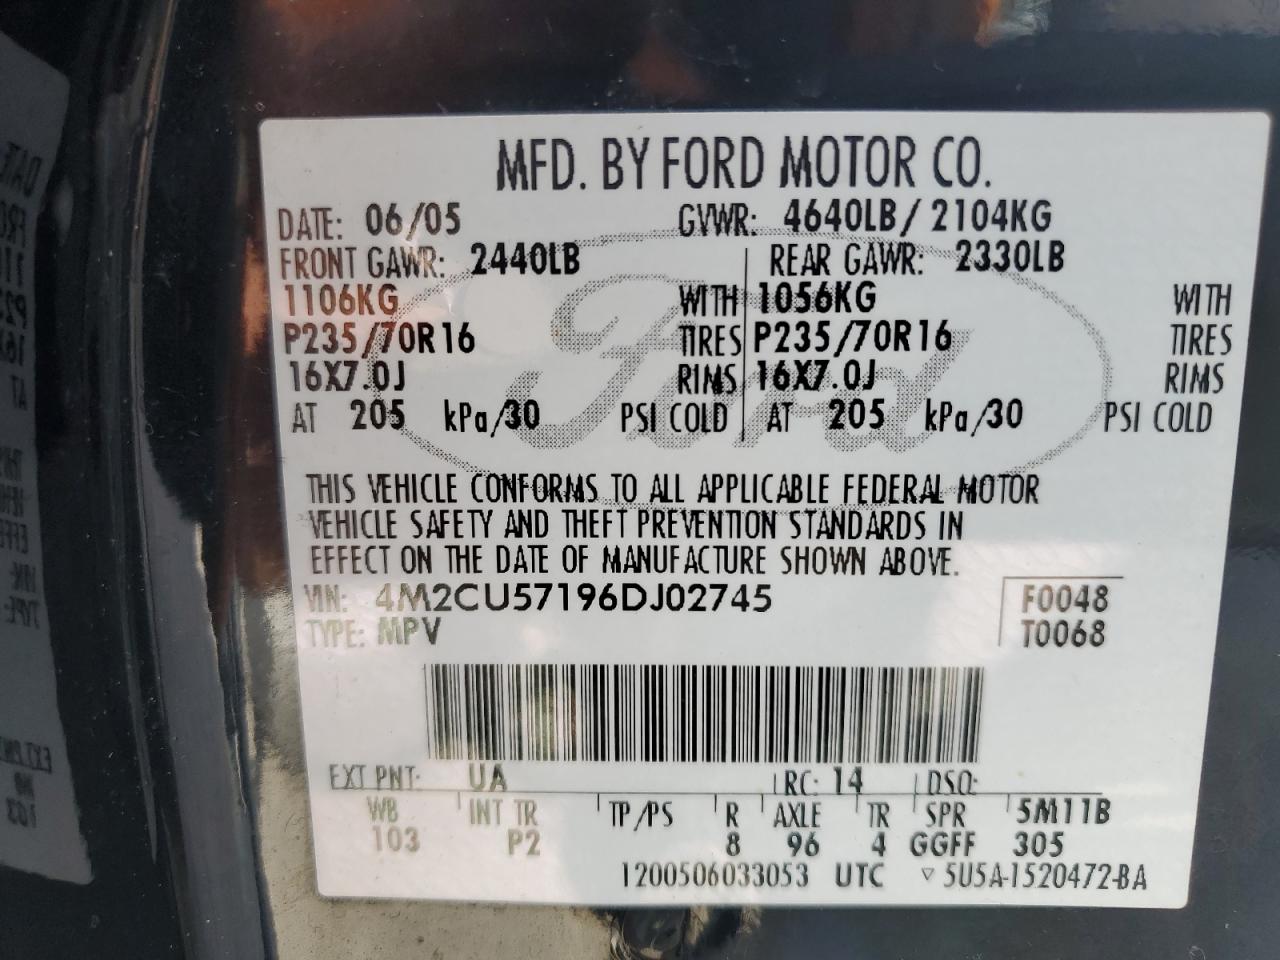 MFD. BY FORD MOTOR CO.
DATE: 06/05 GVWR: 4640LB / 2104KG
FRONT GAWR: 2440LB REAR GAWR: 2330LB
1106KG WITH 1056KG WITH
P235/70R16 TIRES P235/70R16 TIRES
16X7.0J RIMS 16X7.0J RIMS
AT 205 kPa/30 PSI COLD AT 205 kPa/30 PSI COLD
Ford
THIS VEHICLE CONFORMS TO ALL APPLICABLE FEDERAL MOTOR
VEHICLE SAFETY AND THEFT PREVENTION STANDARDS IN
EFFECT ON THE DATE OF MANUFACTURE SHOWN ABOVE.
VIN: 4M2CU57196DJ02745 F0048
TYPE: MPV T0068
EXT PNT: UA RC: 14 DSO:
WB INT TR TP/PS R AXLE TR SPR 5M11B
103 P2 8 96 4 GGFF 305
1200506033053 UTC ▽ 5U5A-1520472-BA